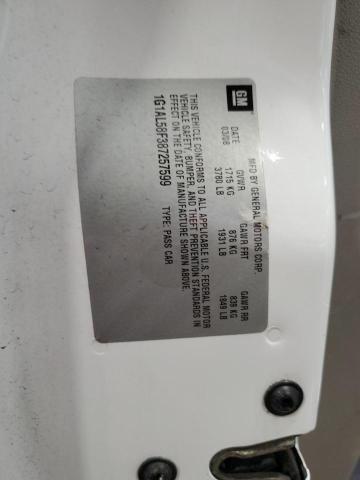 GM
MFD BY GENERAL MOTORS CORP.
DATE GVWR GAWR FRT GAWR RR
03/08 1715 KG 876 KG 839 KG
3780 LB 1931 LB 1849 LB
THIS VEHICLE CONFORMS TO ALL APPLICABLE U.S. FEDERAL MOTOR
VEHICLE SAFETY, BUMPER, AND THEFT PREVENTION STANDARDS IN
EFFECT ON THE DATE OF MANUFACTURE SHOWN ABOVE.
1G1AL58F387257599 TYPE: PASS CAR